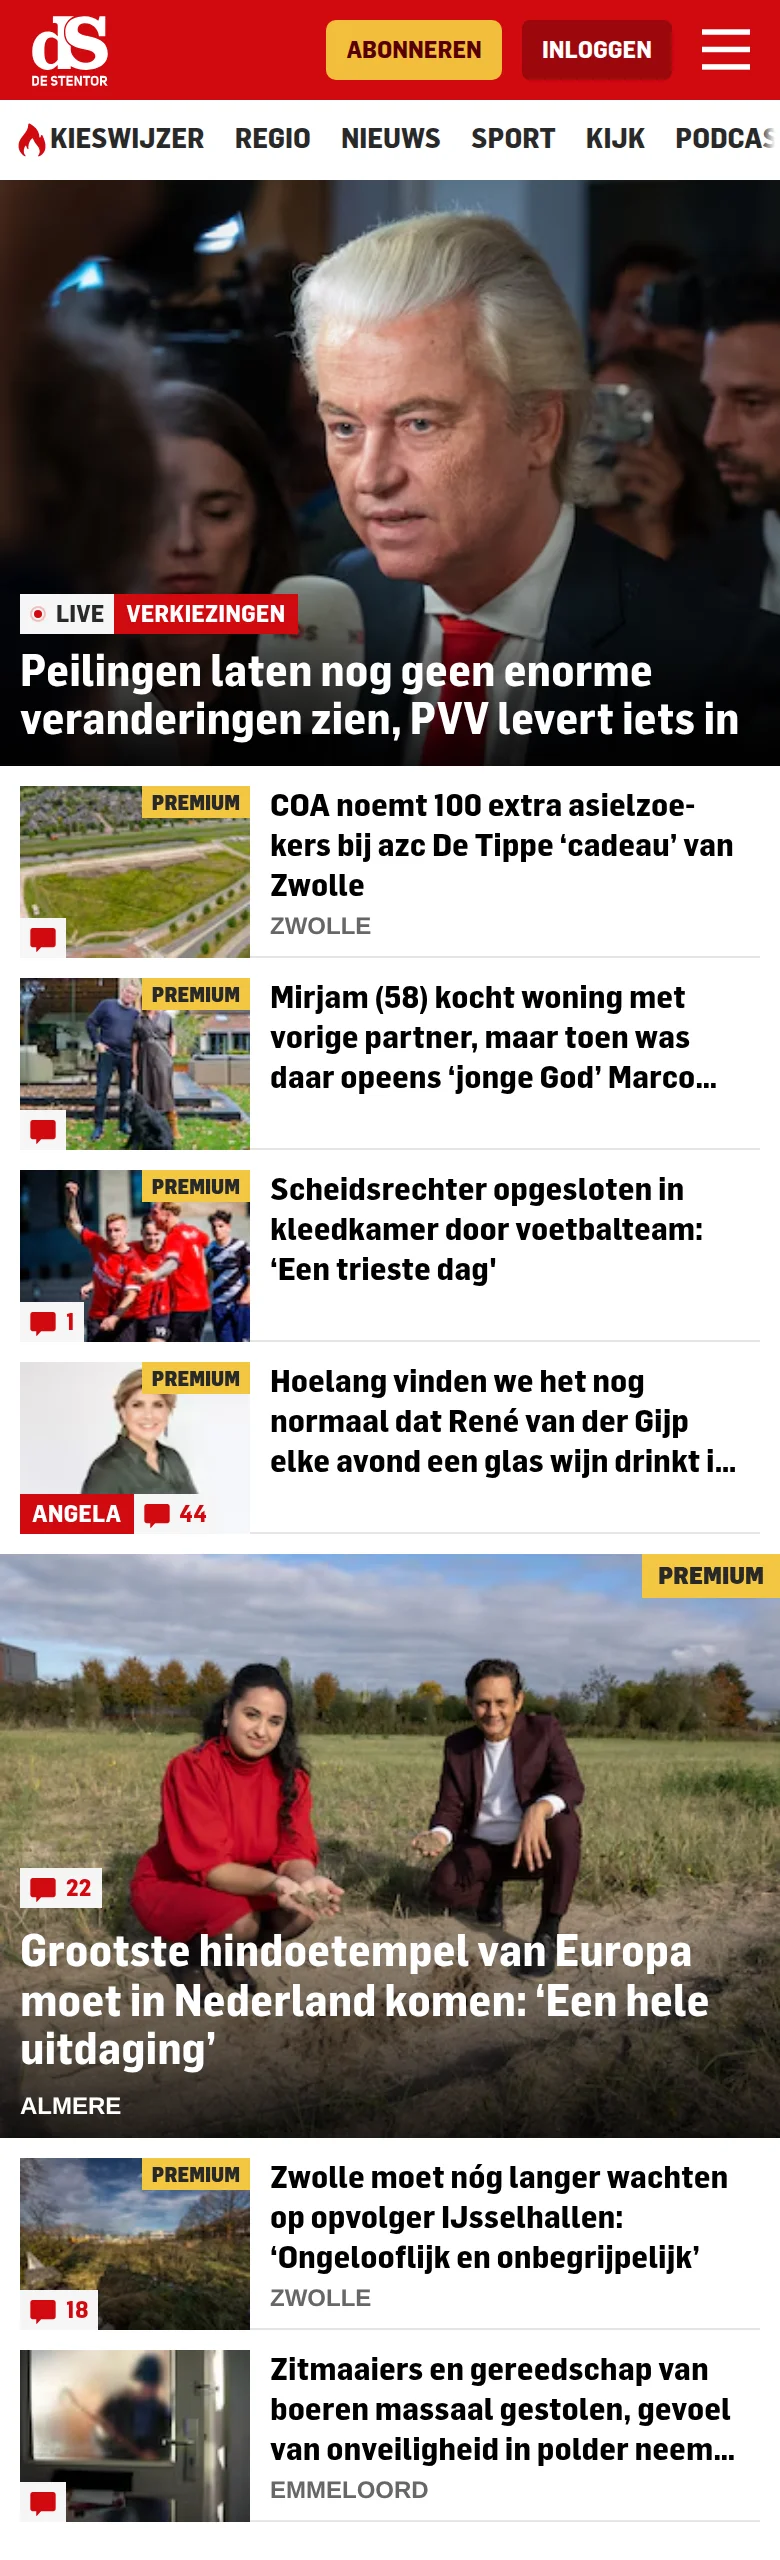 dS
DE STENTOR
ABONNEREN
INLOGGEN
KIESWIJZER REGIO NIEUWS SPORT KIJK PODCAS
LIVE VERKIEZINGEN
Peilingen laten nog geen enorme
veranderingen zien, PVV levert iets in
PREMIUM
COA noemt 100 extra asielzoe-
kers bij azc De Tippe ‘cadeau’ van
Zwolle
ZWOLLE
PREMIUM
Mirjam (58) kocht woning met
vorige partner, maar toen was
daar opeens ‘jonge God’ Marco...
PREMIUM
1
Scheidsrechter opgesloten in
kleedkamer door voetbalteam:
‘Een trieste dag'
PREMIUM
ANGELA 44
Hoelang vinden we het nog
normaal dat René van der Gijp
elke avond een glas wijn drinkt i...
PREMIUM
22
Grootste hindoetempel van Europa
moet in Nederland komen: ‘Een hele
uitdaging’
ALMERE
PREMIUM
18
Zwolle moet nóg langer wachten
op opvolger IJsselhallen:
‘Ongelooflijk en onbegrijpelijk’
ZWOLLE
Zitmaaiers en gereedschap van
boeren massaal gestolen, gevoel
van onveiligheid in polder neem...
EMMELOORD